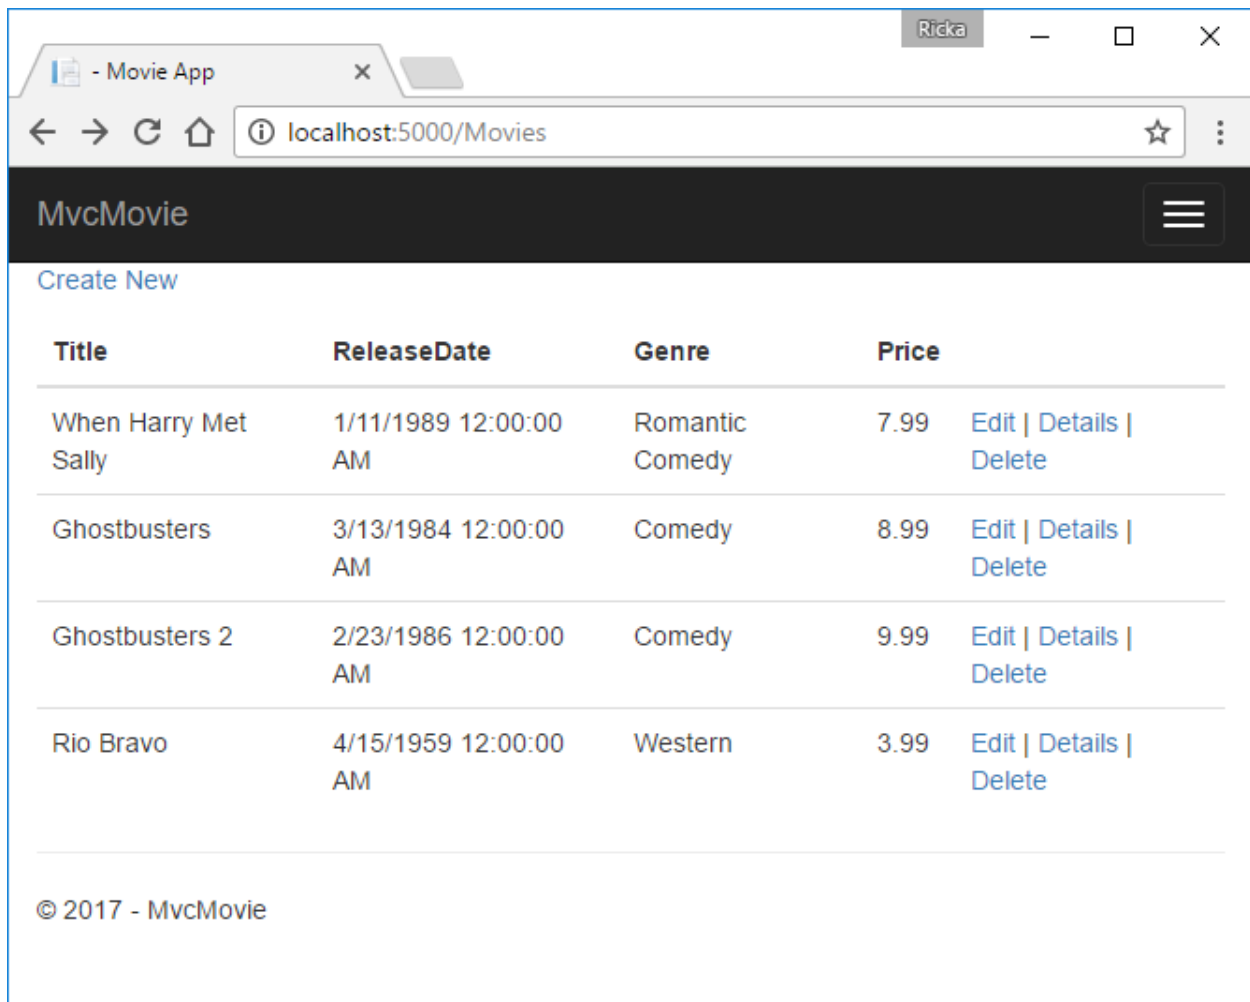 Ricka
- Movie App
localhost:5000/Movies
MvcMovie
Create New
Title ReleaseDate Genre Price
When Harry Met 1/11/1989 12:00:00 Romantic 7.99 Edit | Details |
Sally AM Comedy Delete
Ghostbusters 3/13/1984 12:00:00 Comedy 8.99 Edit | Details |
AM Delete
Ghostbusters 2 2/23/1986 12:00:00 Comedy 9.99 Edit | Details |
AM Delete
Rio Bravo 4/15/1959 12:00:00 Western 3.99 Edit | Details |
AM Delete
© 2017 - MvcMovie